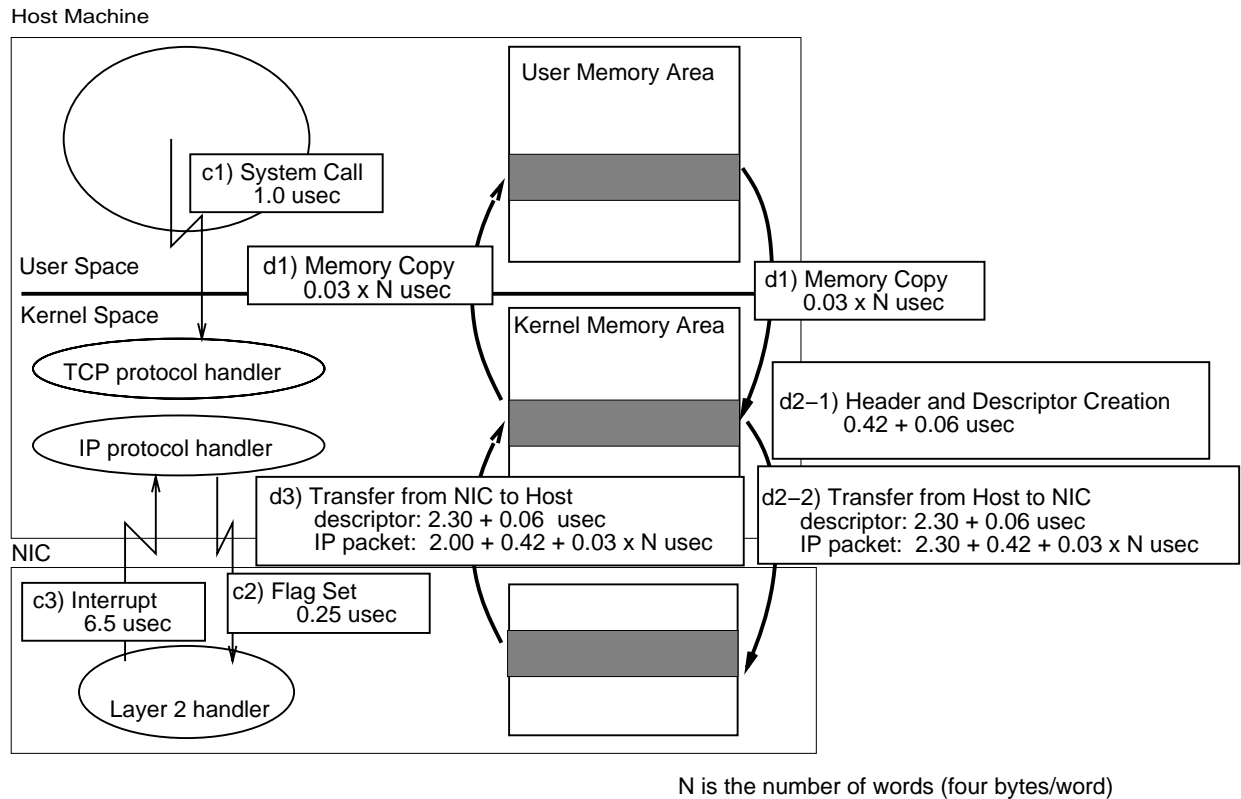 Host Machine
User Memory Area
c1) System Call
1.0 usec
User Space
d1) Memory Copy
0.03 x N usec
d1) Memory Copy
0.03 x N usec
Kernel Space
Kernel Memory Area
TCP protocol handler
d2−1) Header and Descriptor Creation
0.42 + 0.06 usec
IP protocol handler
d3) Transfer from NIC to Host
descriptor: 2.30 + 0.06 usec
IP packet: 2.00 + 0.42 + 0.03 x N usec
d2−2) Transfer from Host to NIC
descriptor: 2.30 + 0.06 usec
IP packet: 2.30 + 0.42 + 0.03 x N usec
NIC
c3) Interrupt
6.5 usec
c2) Flag Set
0.25 usec
Layer 2 handler
N is the number of words (four bytes/word)